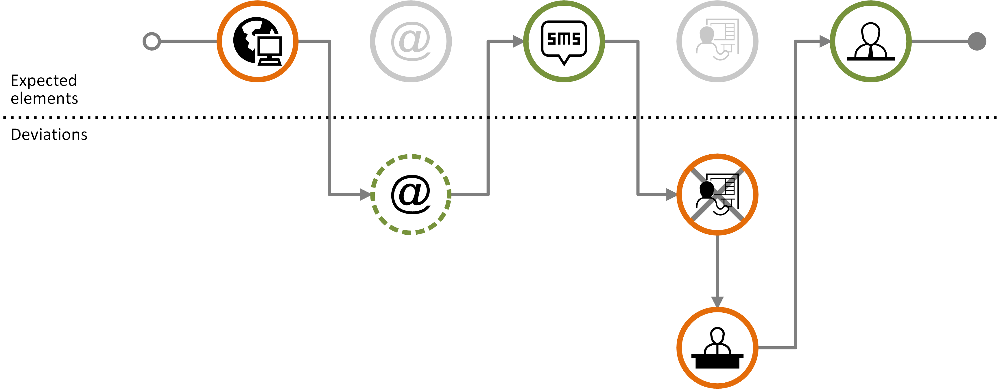 @
sms
Expected
elements
Deviations
@